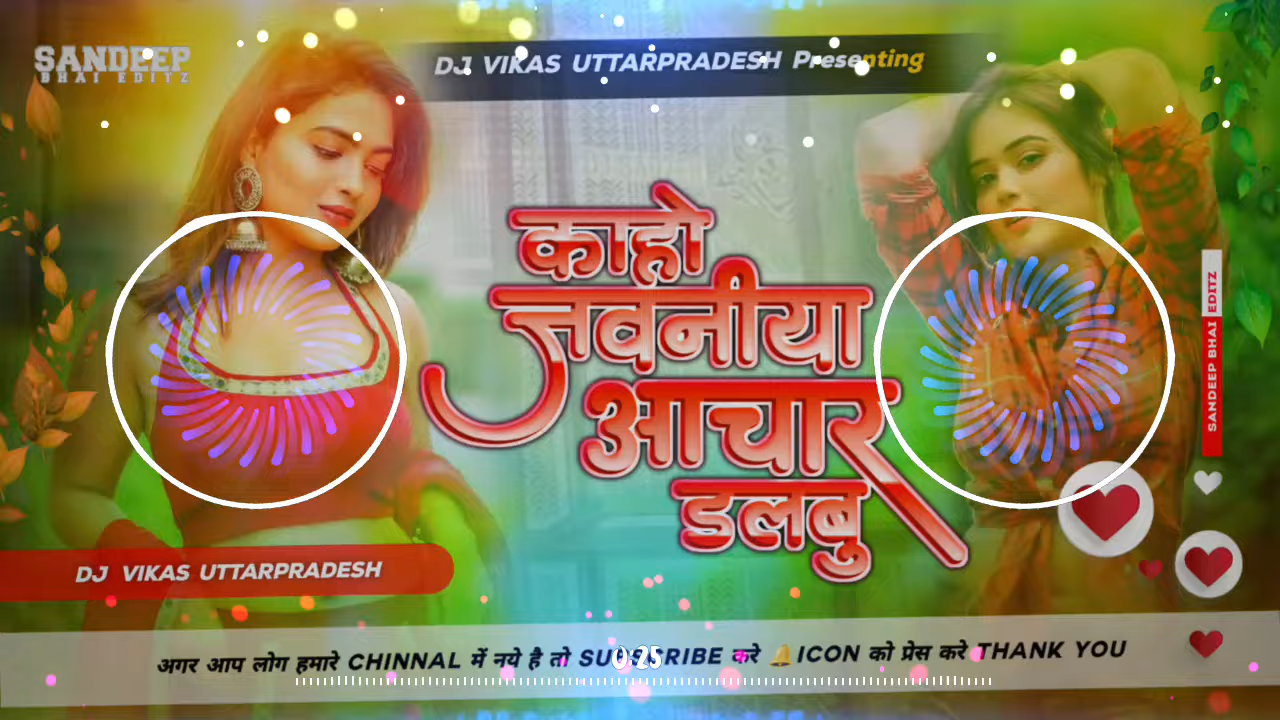 SANDEEP
BHAI EDITZ
DJ VIKAS UTTARPRADESH Presenting
काहो
जवनीया
आचार
डलबु
SANDEEP BHAI EDITZ
DJ VIKAS UTTARPRADESH
अगर आप लोग हमारे CHINNAL में नये है तो SUBSCRIBE करे 🔔ICON को प्रेस करे THANK YOU
0:25